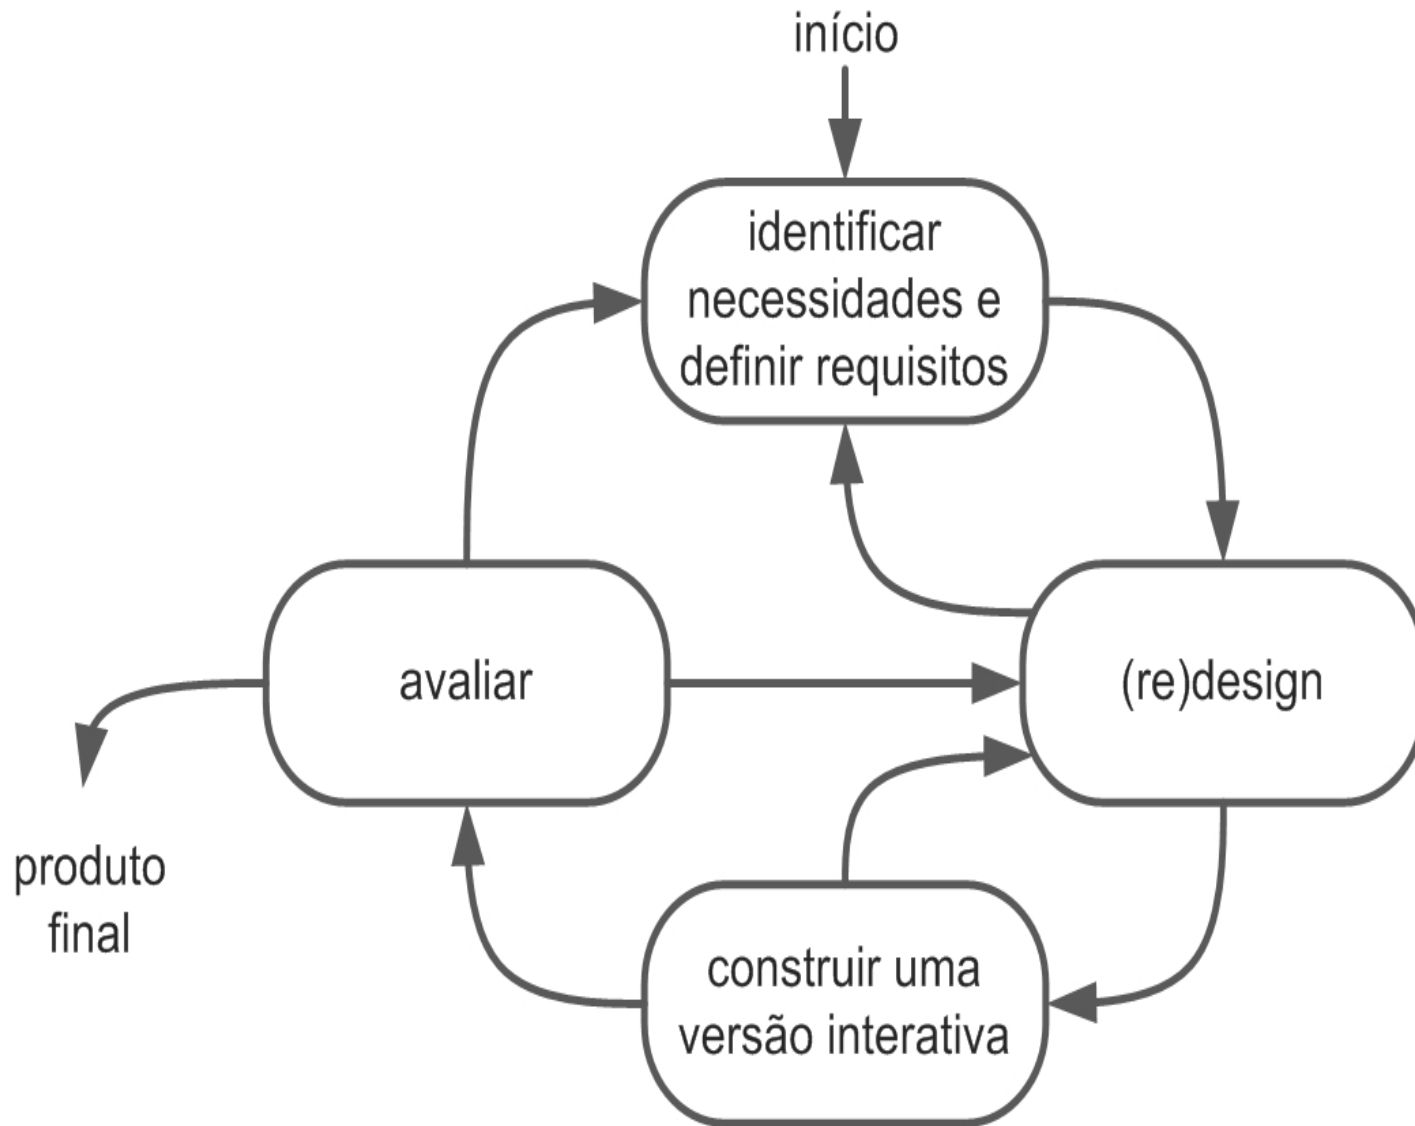 início
identificar
necessidades e
definir requisitos
avaliar
(re)design
produto
final
construir uma
versão interativa